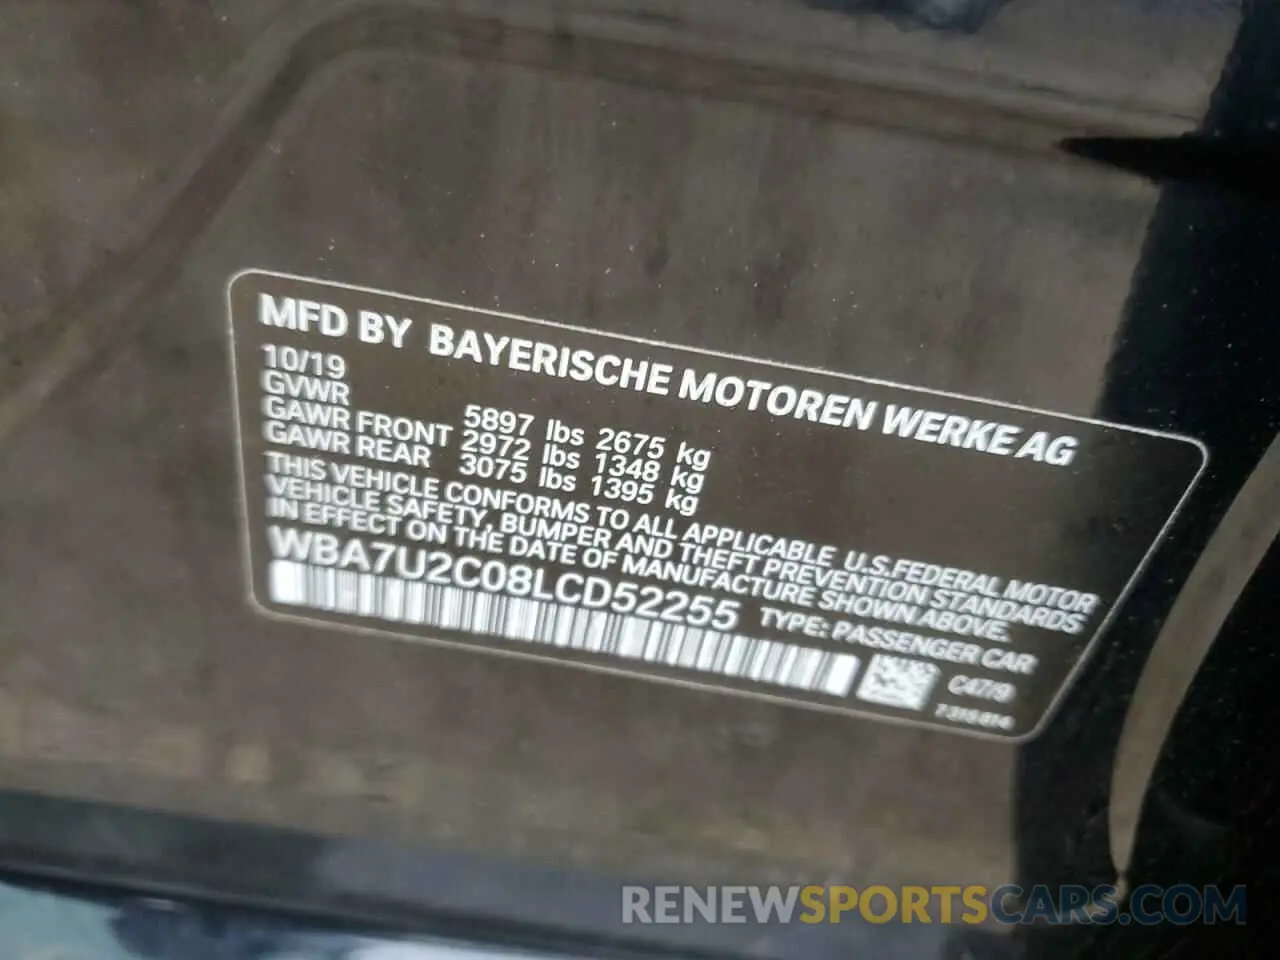 MFD BY BAYERISCHE MOTOREN WERKE AG
10/19
GVWR 5897 lbs 2675 kg
GAWR FRONT 2972 lbs 1348 kg
GAWR REAR 3075 lbs 1395 kg
THIS VEHICLE CONFORMS TO ALL APPLICABLE U.S.FEDERAL MOTOR
VEHICLE SAFETY, BUMPER AND THEFT PREVENTION STANDARDS
IN EFFECT ON THE DATE OF MANUFACTURE SHOWN ABOVE.
WBA7U2C08LCD52255 TYPE: PASSENGER CAR
C47/9
RENEWSPORTSCARS.COM